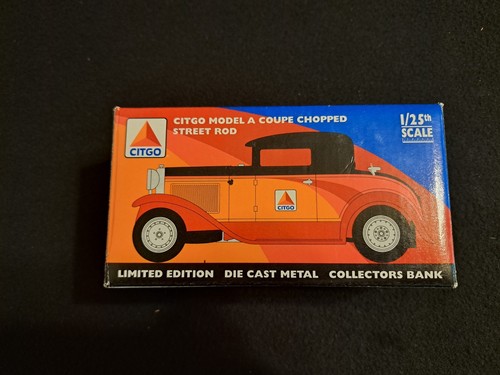 CITGO MODEL A COUPE CHOPPED
STREET ROD
1/25th
SCALE
CITGO
CITGO
LIMITED EDITION DIE CAST METAL COLLECTORS BANK